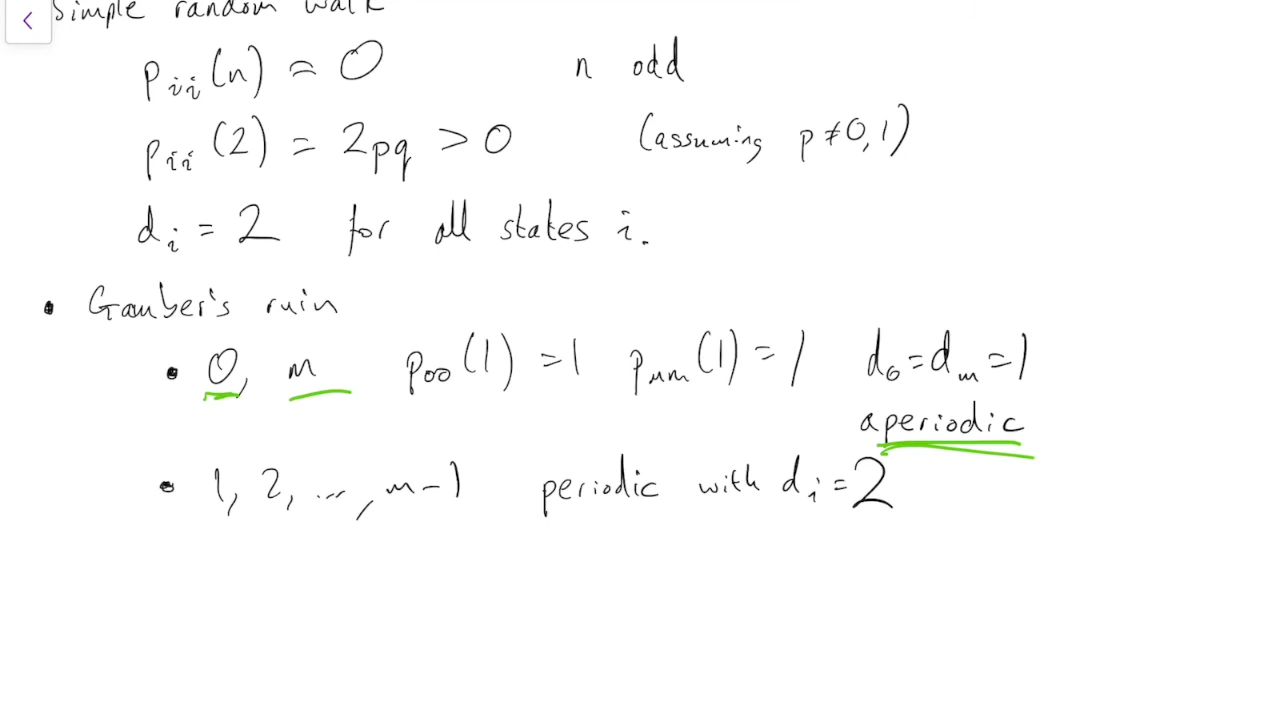 Simple random walk
p_ii(n) = 0 n odd
p_ii(2) = 2pq > 0 (assuming p ≠ 0, 1)
d_i = 2 for all states i.
• Gamber's ruin
• 0, m p_00(1) = 1 p_mm(1) = 1 d_0 = d_m = 1
aperiodic
• 1, 2, ..., m-1 periodic with d_i = 2